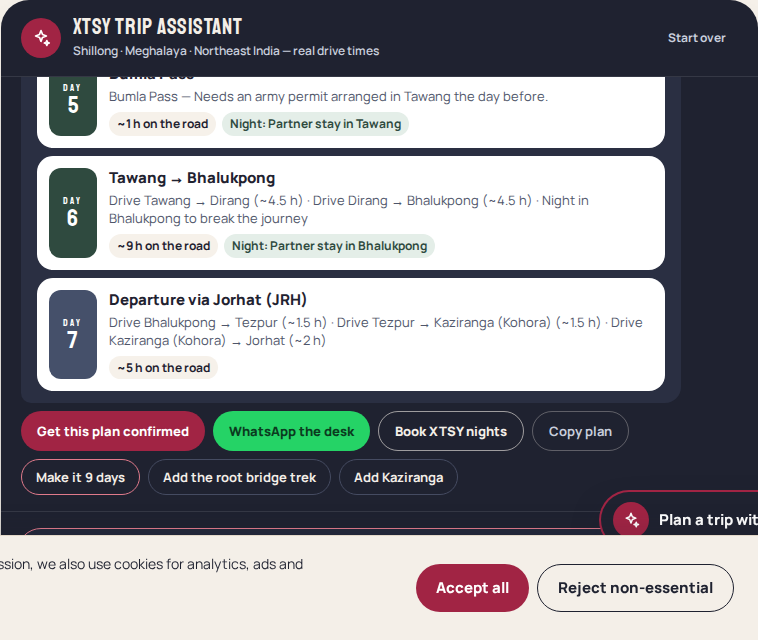 XTSY TRIP ASSISTANT
Shillong · Meghalaya · Northeast India — real drive times
Start over
DAY
5
Bumla Pass
Bumla Pass — Needs an army permit arranged in Tawang the day before.
~1 h on the road
Night: Partner stay in Tawang
DAY
6
Tawang → Bhalukpong
Drive Tawang → Dirang (~4.5 h) · Drive Dirang → Bhalukpong (~4.5 h) · Night in
Bhalukpong to break the journey
~9 h on the road
Night: Partner stay in Bhalukpong
DAY
7
Departure via Jorhat (JRH)
Drive Bhalukpong → Tezpur (~1.5 h) · Drive Tezpur → Kaziranga (Kohora) (~1.5 h) · Drive
Kaziranga (Kohora) → Jorhat (~2 h)
~5 h on the road
Get this plan confirmed
WhatsApp the desk
Book XTSY nights
Copy plan
Make it 9 days
Add the root bridge trek
Add Kaziranga
Plan a trip wit
ssion, we also use cookies for analytics, ads and
Accept all
Reject non-essential